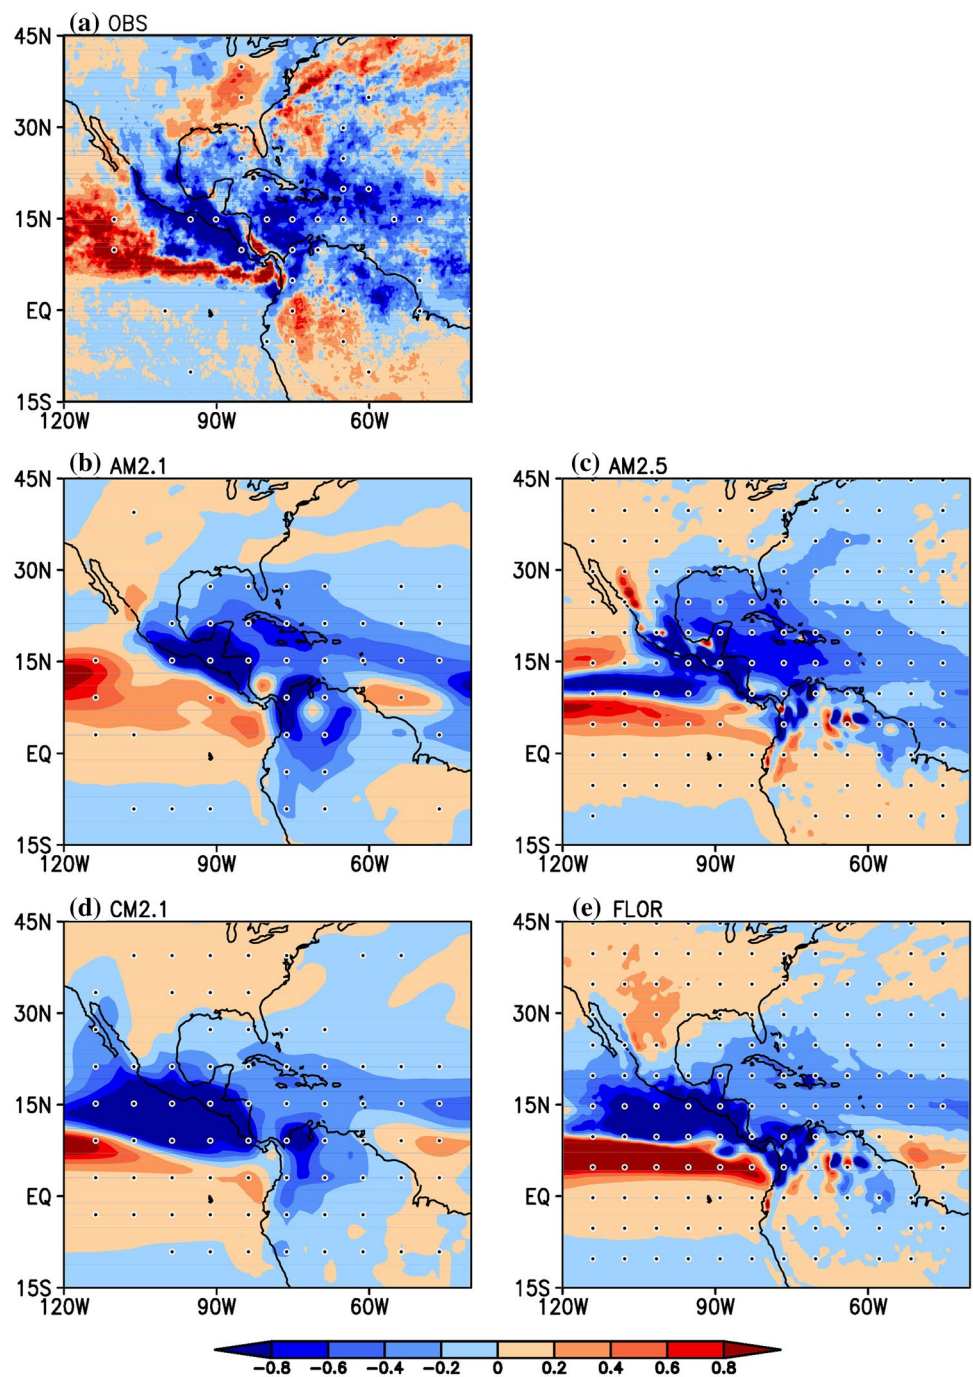 (a) OBS
45N
30N
15N
EQ
15S
120W 90W 60W
(b) AM2.1 (c) AM2.5
45N 45N
30N 30N
15N 15N
EQ EQ
15S 15S
120W 90W 60W 120W 90W 60W
(d) CM2.1 (e) FLOR
45N 45N
30N 30N
15N 15N
EQ EQ
15S 15S
120W 90W 60W 120W 90W 60W
-0.8 -0.6 -0.4 -0.2 0 0.2 0.4 0.6 0.8